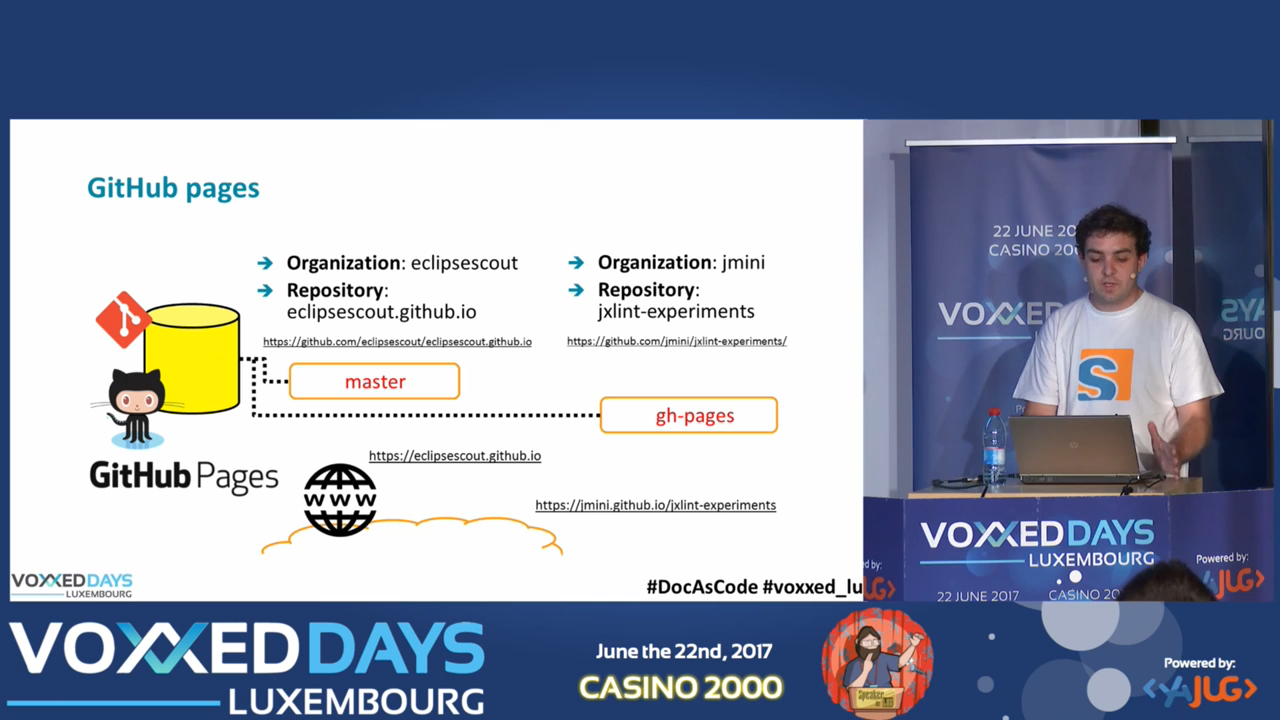 GitHub pages
➔ Organization: eclipsescout
➔ Repository:
eclipsescout.github.io
https://github.com/eclipsescout/eclipsescout.github.io
➔ Organization: jmini
➔ Repository:
jxlint-experiments
https://github.com/jmini/jxlint-experiments/
master
gh-pages
GitHub Pages
https://eclipsescout.github.io
WWW
https://jmini.github.io/jxlint-experiments
VOXXED DAYS
LUXEMBOURG
#DocAsCode #voxxed_lu
22 JUNE 20
CASINO 200
VOXXED
S
VOXXED DAYS
LUXEMBOURG
22 JUNE 2017
CASINO 20
Powered by:
YAJUG
VOXXED DAYS
LUXEMBOURG
June the 22nd, 2017
CASINO 2000
Speaker
Powered by:
YAJUG